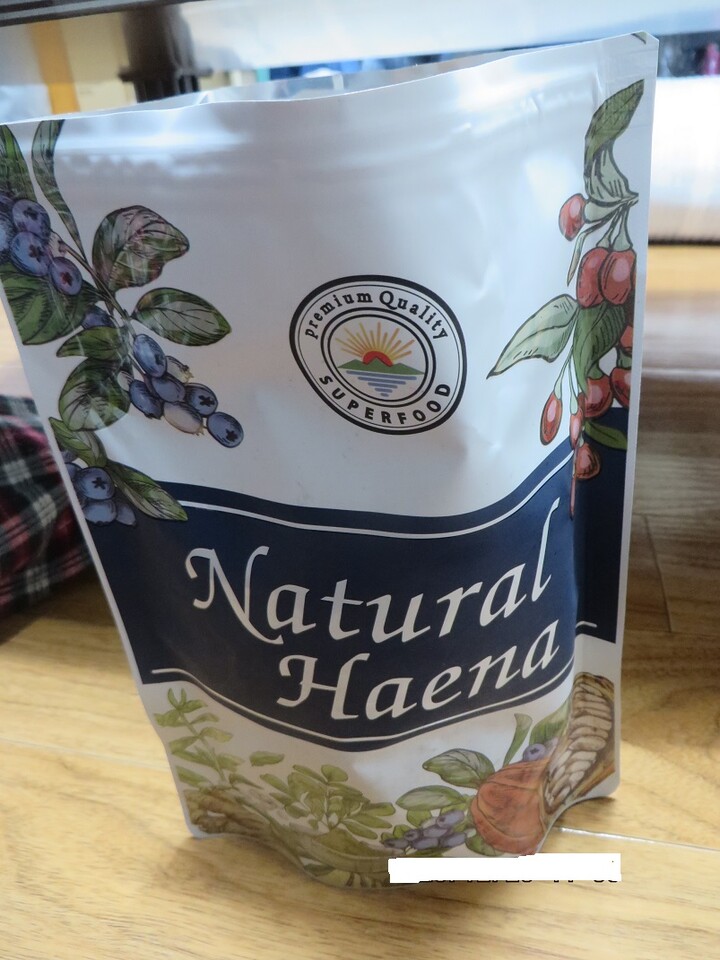 premium Quality
SUPERFOOD
Natural
Haena